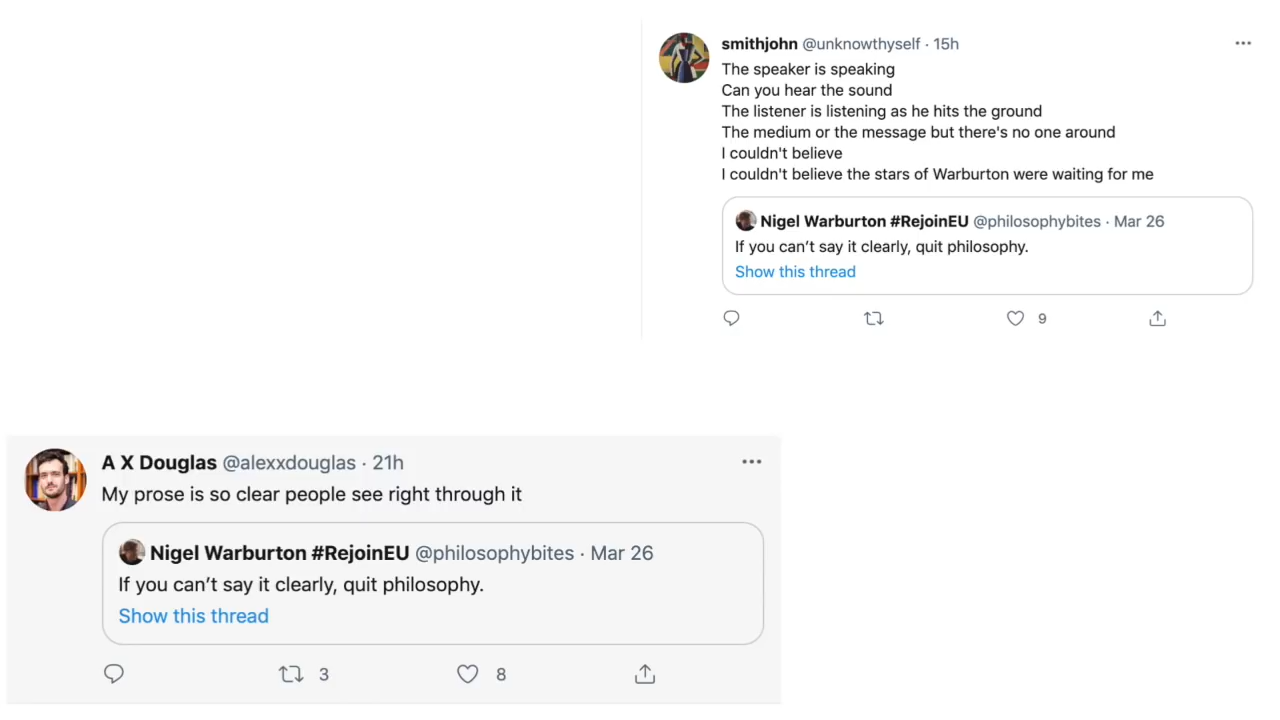 smithjohn @unknowthyself · 15h
The speaker is speaking
Can you hear the sound
The listener is listening as he hits the ground
The medium or the message but there's no one around
I couldn't believe
I couldn't believe the stars of Warburton were waiting for me
Nigel Warburton #RejoinEU @philosophybites · Mar 26
If you can’t say it clearly, quit philosophy.
Show this thread
9
A X Douglas @alexxdouglas · 21h
My prose is so clear people see right through it
Nigel Warburton #RejoinEU @philosophybites · Mar 26
If you can’t say it clearly, quit philosophy.
Show this thread
3 8